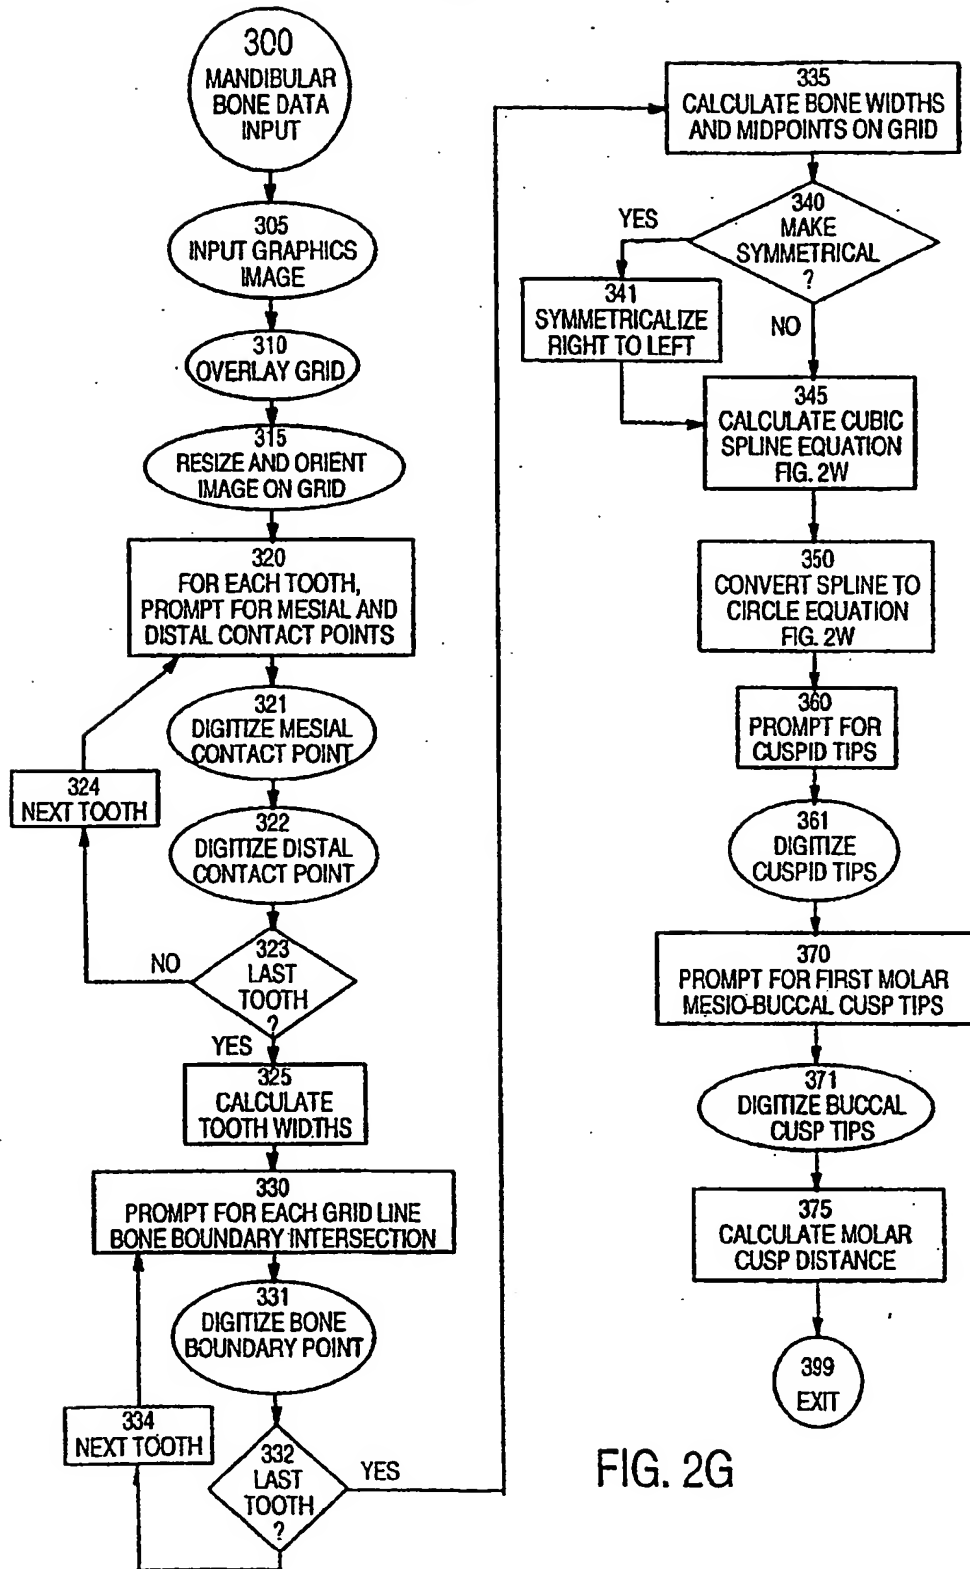 300
MANDIBULAR
BONE DATA
INPUT
305
INPUT GRAPHICS
IMAGE
310
OVERLAY GRID
315
RESIZE AND ORIENT
IMAGE ON GRID
320
FOR EACH TOOTH,
PROMPT FOR MESIAL AND
DISTAL CONTACT POINTS
321
DIGITIZE MESIAL
CONTACT POINT
324
NEXT TOOTH
322
DIGITIZE DISTAL
CONTACT POINT
323
LAST
TOOTH
?
NO
YES
325
CALCULATE
TOOTH WIDTHS
330
PROMPT FOR EACH GRID LINE
BONE BOUNDARY INTERSECTION
331
DIGITIZE BONE
BOUNDARY POINT
334
NEXT TOOTH
332
LAST
TOOTH
?
YES
335
CALCULATE BONE WIDTHS
AND MIDPOINTS ON GRID
340
MAKE
SYMMETRICAL
?
YES
NO
341
SYMMETRICALIZE
RIGHT TO LEFT
345
CALCULATE CUBIC
SPLINE EQUATION
FIG. 2W
350
CONVERT SPLINE TO
CIRCLE EQUATION
FIG. 2W
360
PROMPT FOR
CUSPID TIPS
361
DIGITIZE
CUSPID TIPS
370
PROMPT FOR FIRST MOLAR
MESIO-BUCCAL CUSP TIPS
371
DIGITIZE BUCCAL
CUSP TIPS
375
CALCULATE MOLAR
CUSP DISTANCE
399
EXIT
FIG. 2G